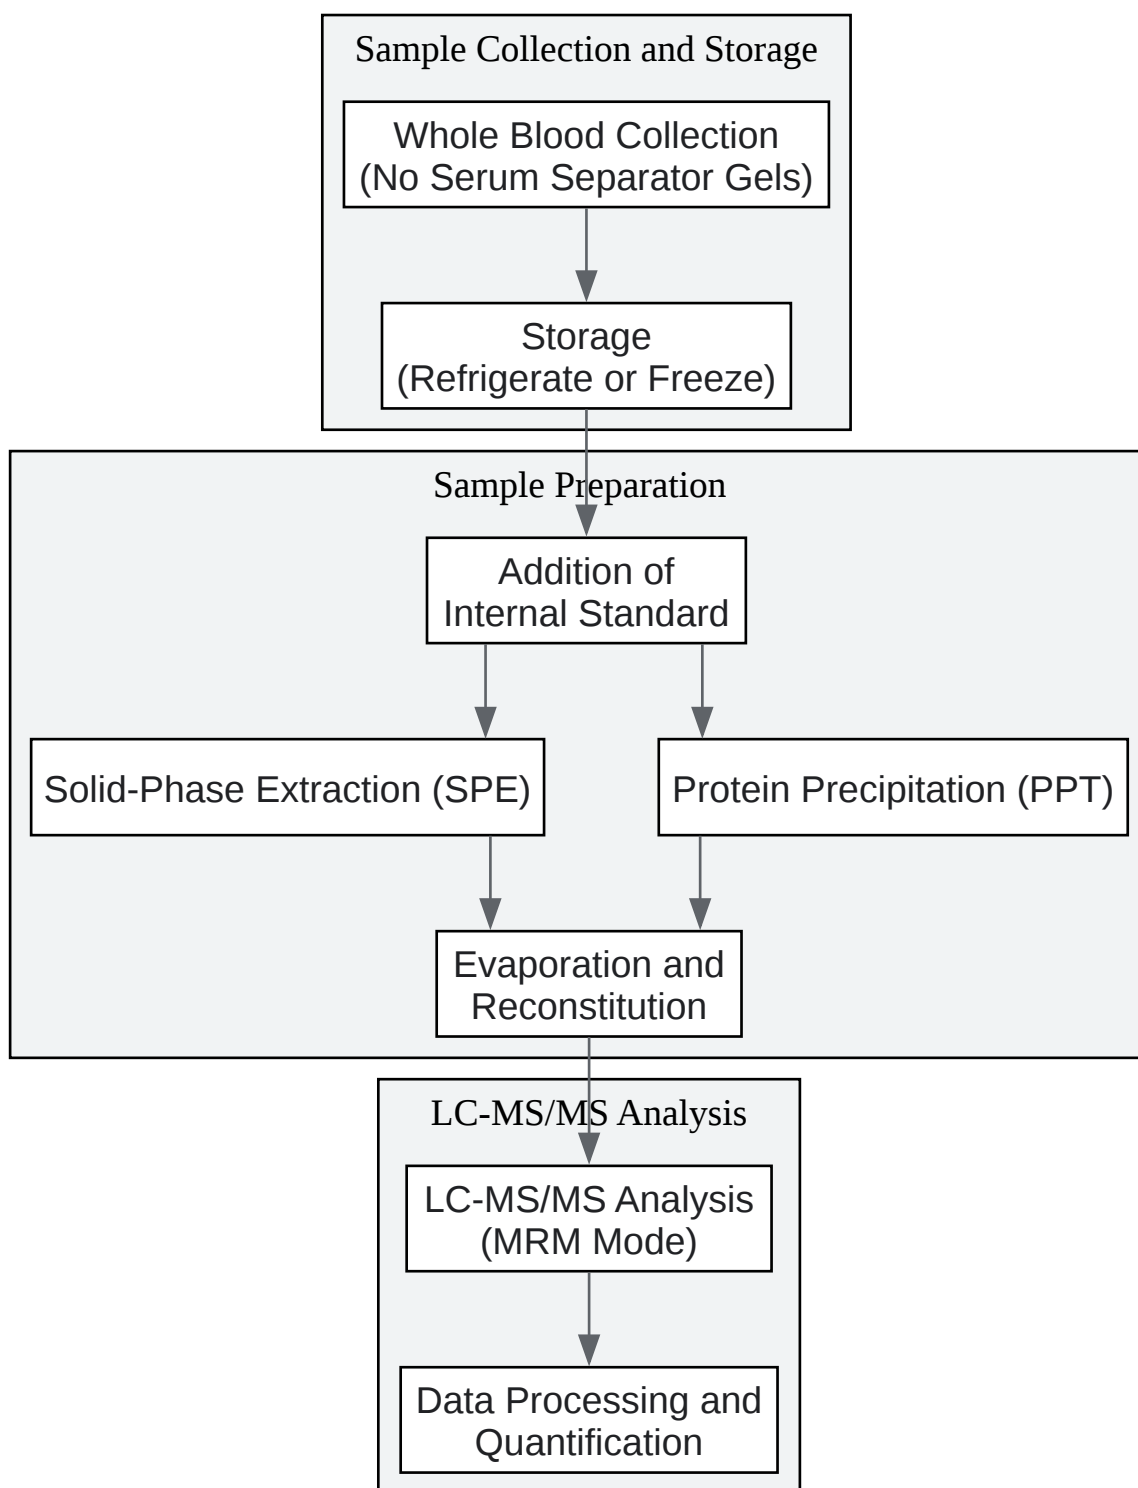 Sample Collection and Storage
Whole Blood Collection
(No Serum Separator Gels)
Storage
(Refrigerate or Freeze)
Sample Preparation
Addition of
Internal Standard
Solid-Phase Extraction (SPE)
Protein Precipitation (PPT)
Evaporation and
Reconstitution
LC-MS/MS Analysis
LC-MS/MS Analysis
(MRM Mode)
Data Processing and
Quantification